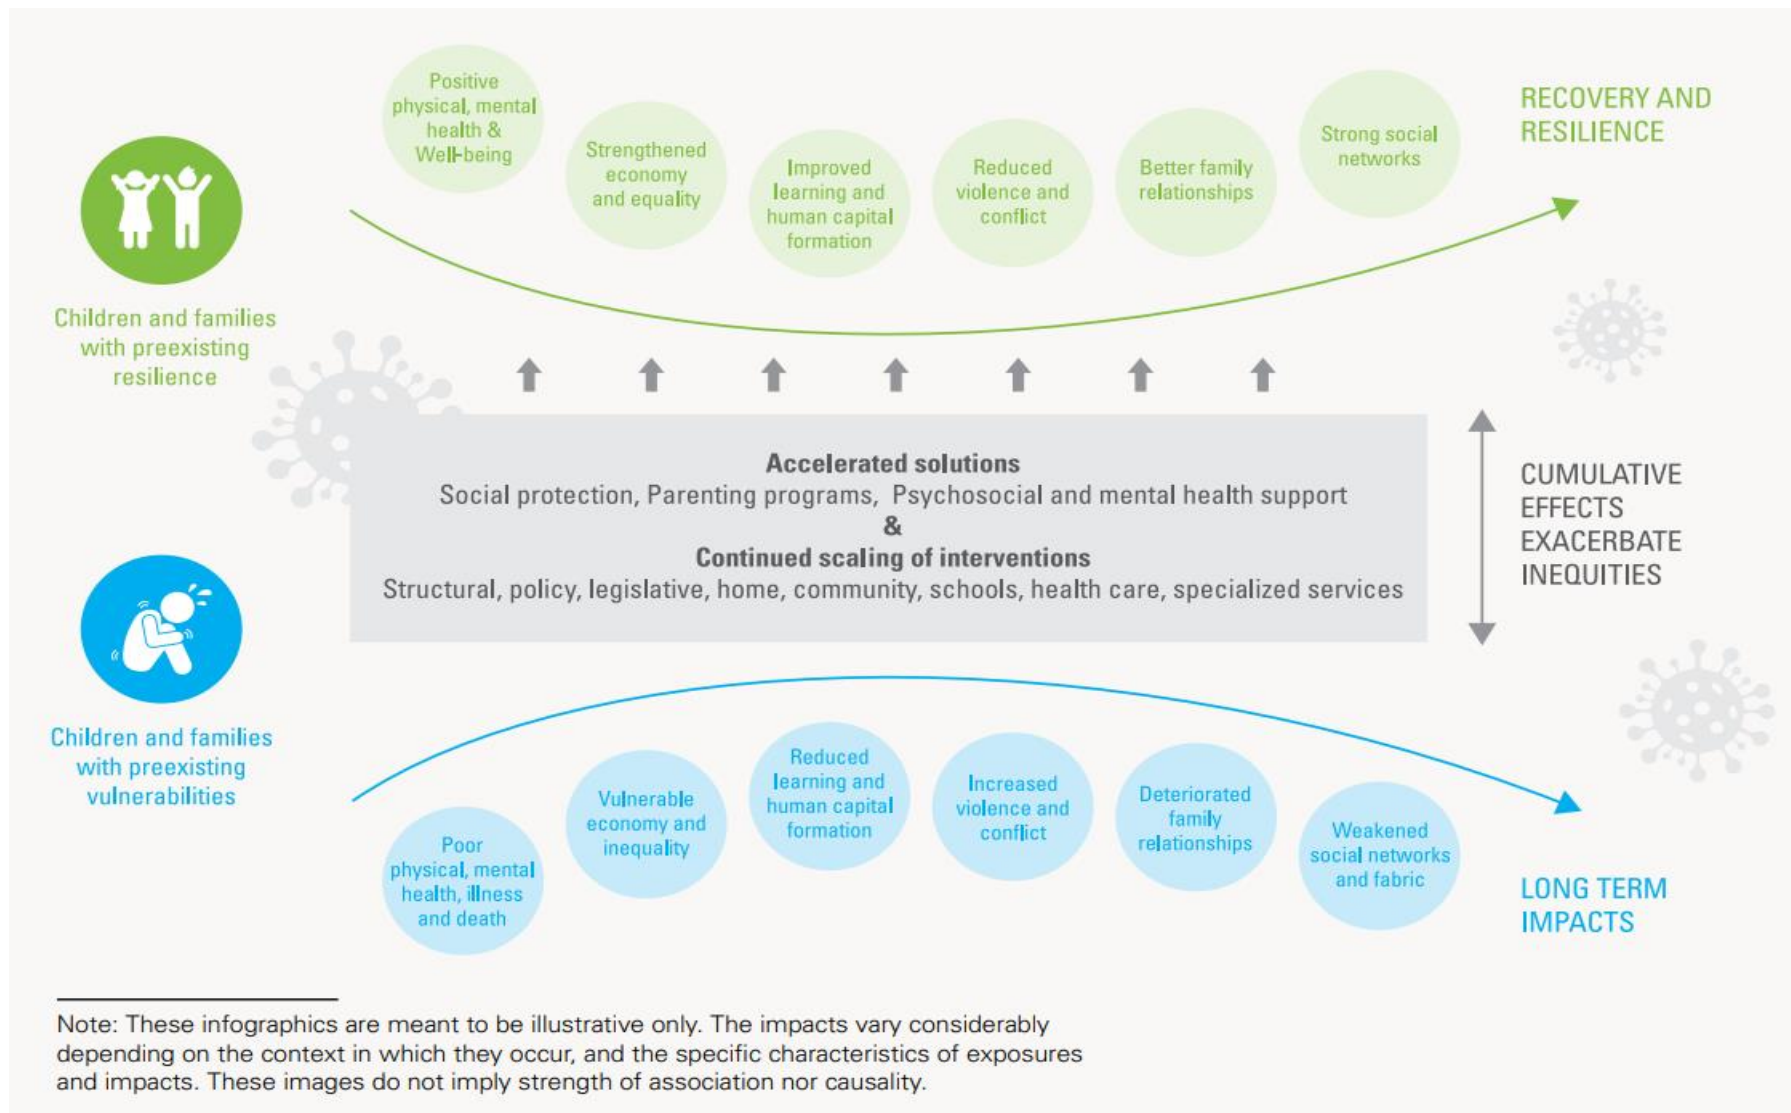 Positive
physical, mental
health &
Well-being
Strengthened
economy
and equality
Improved
learning and
human capital
formation
Reduced
violence and
conflict
Better family
relationships
Strong social
networks
RECOVERY AND
RESILIENCE
Children and families
with preexisting
resilience
Accelerated solutions
Social protection, Parenting programs, Psychosocial and mental health support
&
Continued scaling of interventions
Structural, policy, legislative, home, community, schools, health care, specialized services
CUMULATIVE
EFFECTS
EXACERBATE
INEQUITIES
Children and families
with preexisting
vulnerabilities
Poor
physical, mental
health, illness
and death
Vulnerable
economy and
inequality
Reduced
learning and
human capital
formation
Increased
violence and
conflict
Deteriorated
family
relationships
Weakened
social networks
and fabric
LONG TERM
IMPACTS
Note: These infographics are meant to be illustrative only. The impacts vary considerably
depending on the context in which they occur, and the specific characteristics of exposures
and impacts. These images do not imply strength of association nor causality.